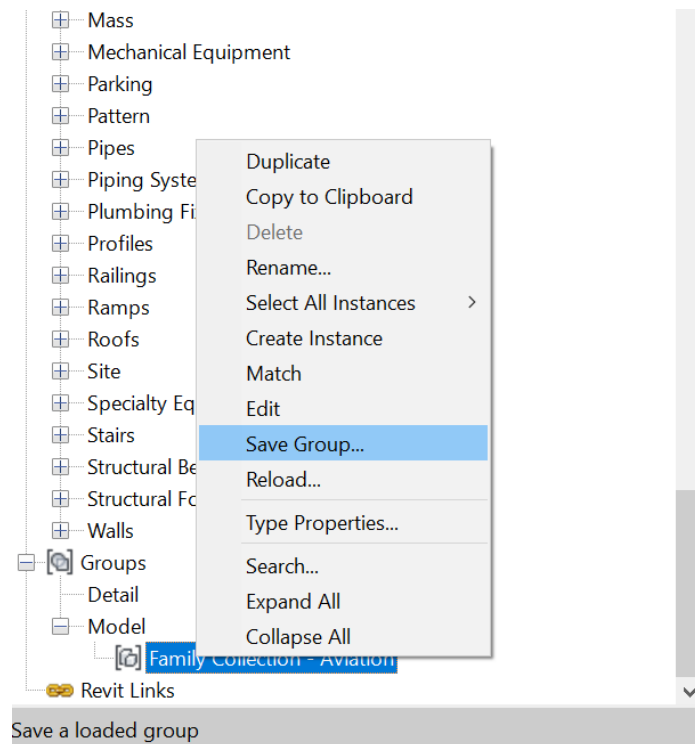 Mass
Mechanical Equipment
Parking
Pattern
Pipes
Piping Syste
Plumbing Fi
Profiles
Railings
Ramps
Roofs
Site
Specialty Eq
Stairs
Structural Be
Structural Fo
Walls
Groups
Detail
Model
Family Collection - Aviation
Revit Links
Duplicate
Copy to Clipboard
Delete
Rename...
Select All Instances
Create Instance
Match
Edit
Save Group...
Reload...
Type Properties...
Search...
Expand All
Collapse All
Save a loaded group